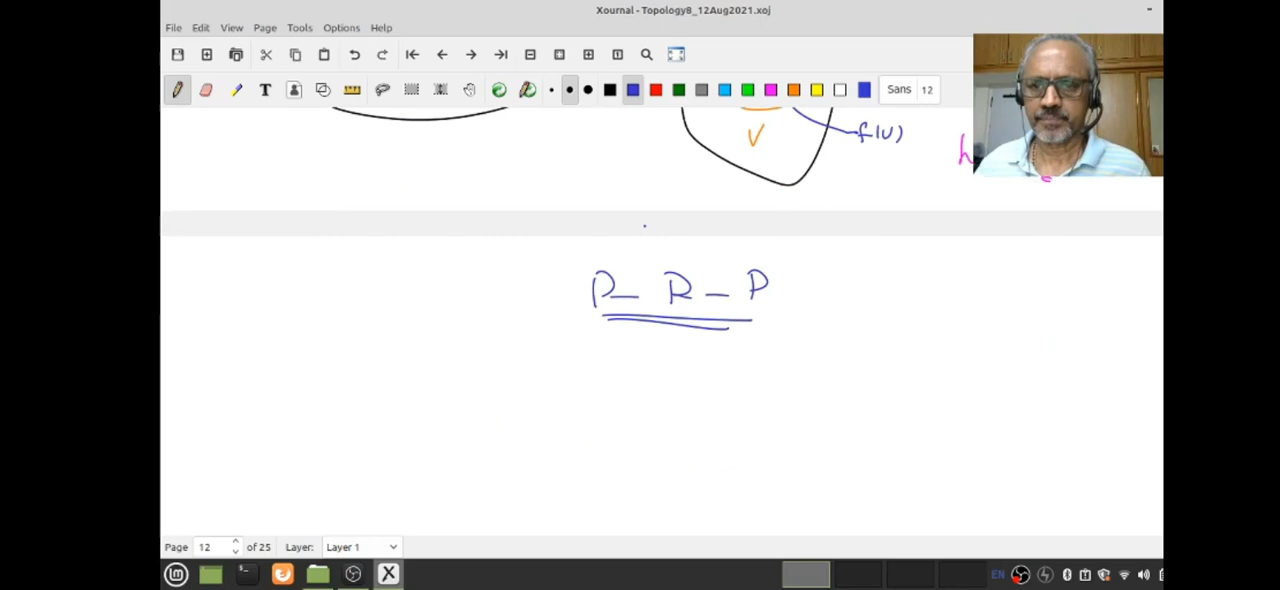 Xournal - Topology8_12Aug2021.xoj
File Edit View Page Tools Options Help
Sans 12
V
f(U)
h
P - R - P
Page 12 of 25 Layer: Layer 1
EN